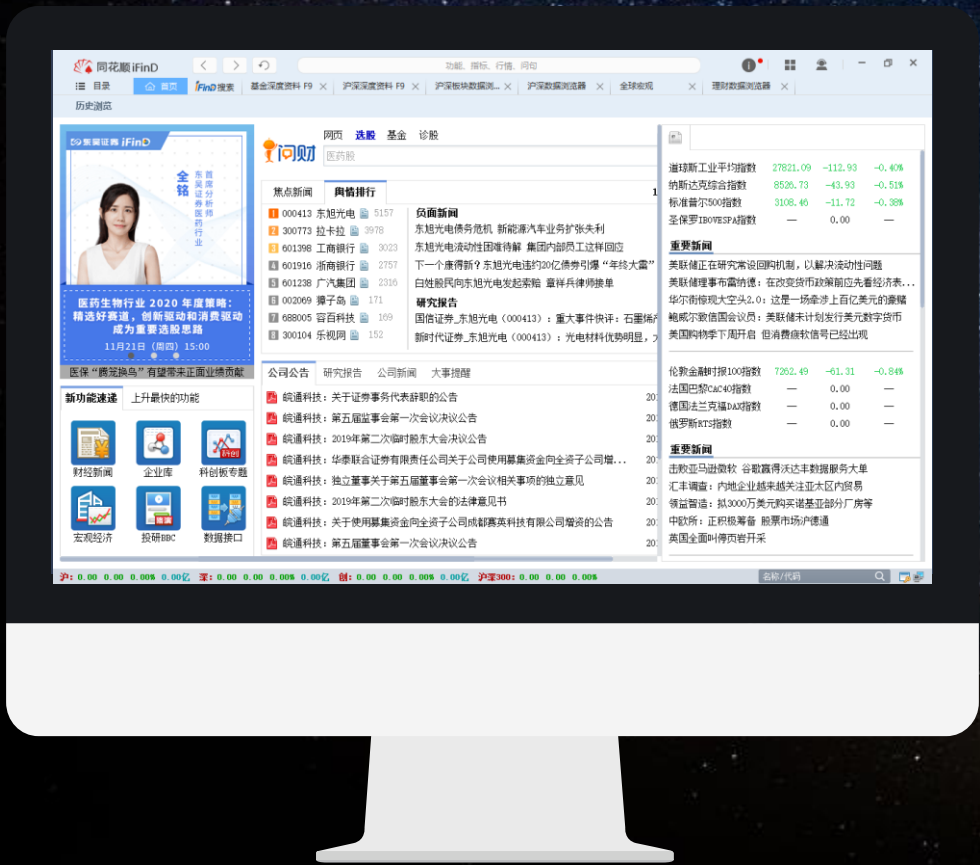 同花顺iFinD
功能、指标、行情、问句
目录
首页
iFinD搜索
基金深度资料 F9
沪深深度资料 F9
沪深板块数据浏...
沪深数据浏览器
全球宏观
理财数据浏览器
历史浏览
东吴证券 iFinD
全铭
首席分析师
东吴证券医药行业
医药生物行业 2020 年度策略:
精选好赛道, 创新驱动和消费驱动
成为重要选股思路
11月21日 (周四) 15:00
医保“腾笼换鸟”有望带来正面业绩贡献
新功能速递 上升最快的功能
财经新闻 企业库 科创板专题
宏观经济 投研BBC 数据接口
问财
网页 选股 基金 诊股
医药股
焦点新闻 舆情排行
1 000413 东旭光电 5157
2 300773 拉卡拉 3978
3 601398 工商银行 3023
4 601916 浙商银行 2757
5 601238 广汽集团 2316
6 002069 獐子岛 171
7 688005 容百科技 169
8 300104 乐视网 152
负面新闻
东旭光电债务危机 新能源汽车业务扩张失利
东旭光电流动性困难待解 集团内部员工这样回应
下一个康得新？东旭光电违约20亿债券引爆“年终大雷”
白姓股民向东旭光电发起索赔 章祥兵律师接单
研究报告
国信证券_东旭光电（000413）: 重大事件快评: 石墨烯产
新时代证券_东旭光电（000413）: 光电材料优势明显,
公司公告 研究报告 公司新闻 大事提醒
皖通科技: 关于证券事务代表辞职的公告 20
皖通科技: 第五届监事会第一次会议决议公告 20
皖通科技: 2019年第二次临时股东大会决议公告 20
皖通科技: 华泰联合证券有限责任公司关于公司使用募集资金向全资子公司增... 20
皖通科技: 独立董事关于第五届董事会第一次会议相关事项的独立意见 20
皖通科技: 2019年第二次临时股东大会的法律意见书 20
皖通科技: 关于使用募集资金向全资子公司成都赛英科技有限公司增资的公告 20
皖通科技: 第五届董事会第一次会议决议公告 20
道琼斯工业平均指数 27821.09 -112.93 -0.40%
纳斯达克综合指数 8526.73 -43.93 -0.51%
标准普尔500指数 3108.46 -11.72 -0.38%
圣保罗IBOVESPA指数 — 0.00 —
重要新闻
美联储正在研究常设回购机制, 以解决流动性问题
美联储理事布雷纳德: 在改变货币政策前应先看经济表...
华尔街惊现大空头2.0: 这是一场牵涉上百亿美元的豪赌
鲍威尔致信国会议员: 美联储未计划发行美元数字货币
美国购物季下周开启 但消费疲软信号已经出现
伦敦金融时报100指数 7262.49 -61.31 -0.84%
法国巴黎CAC40指数 — 0.00 —
德国法兰克福DAX指数 — 0.00 —
俄罗斯RTS指数 — 0.00 —
重要新闻
击败亚马逊微软 谷歌赢得沃达丰数据服务大单
汇丰调查: 内地企业越来越关注亚太区内贸易
领益智造: 拟3000万美元购买诺基亚部分厂房等
中欧所: 正积极筹备 股票市场沪德通
英国全面叫停页岩开采
沪: 0.00 0.00 0.00% 0.00亿 深: 0.00 0.00 0.00% 0.00亿 创: 0.00 0.00 0.00% 0.00亿 沪深300: 0.00 0.00 0.00%
名称/代码